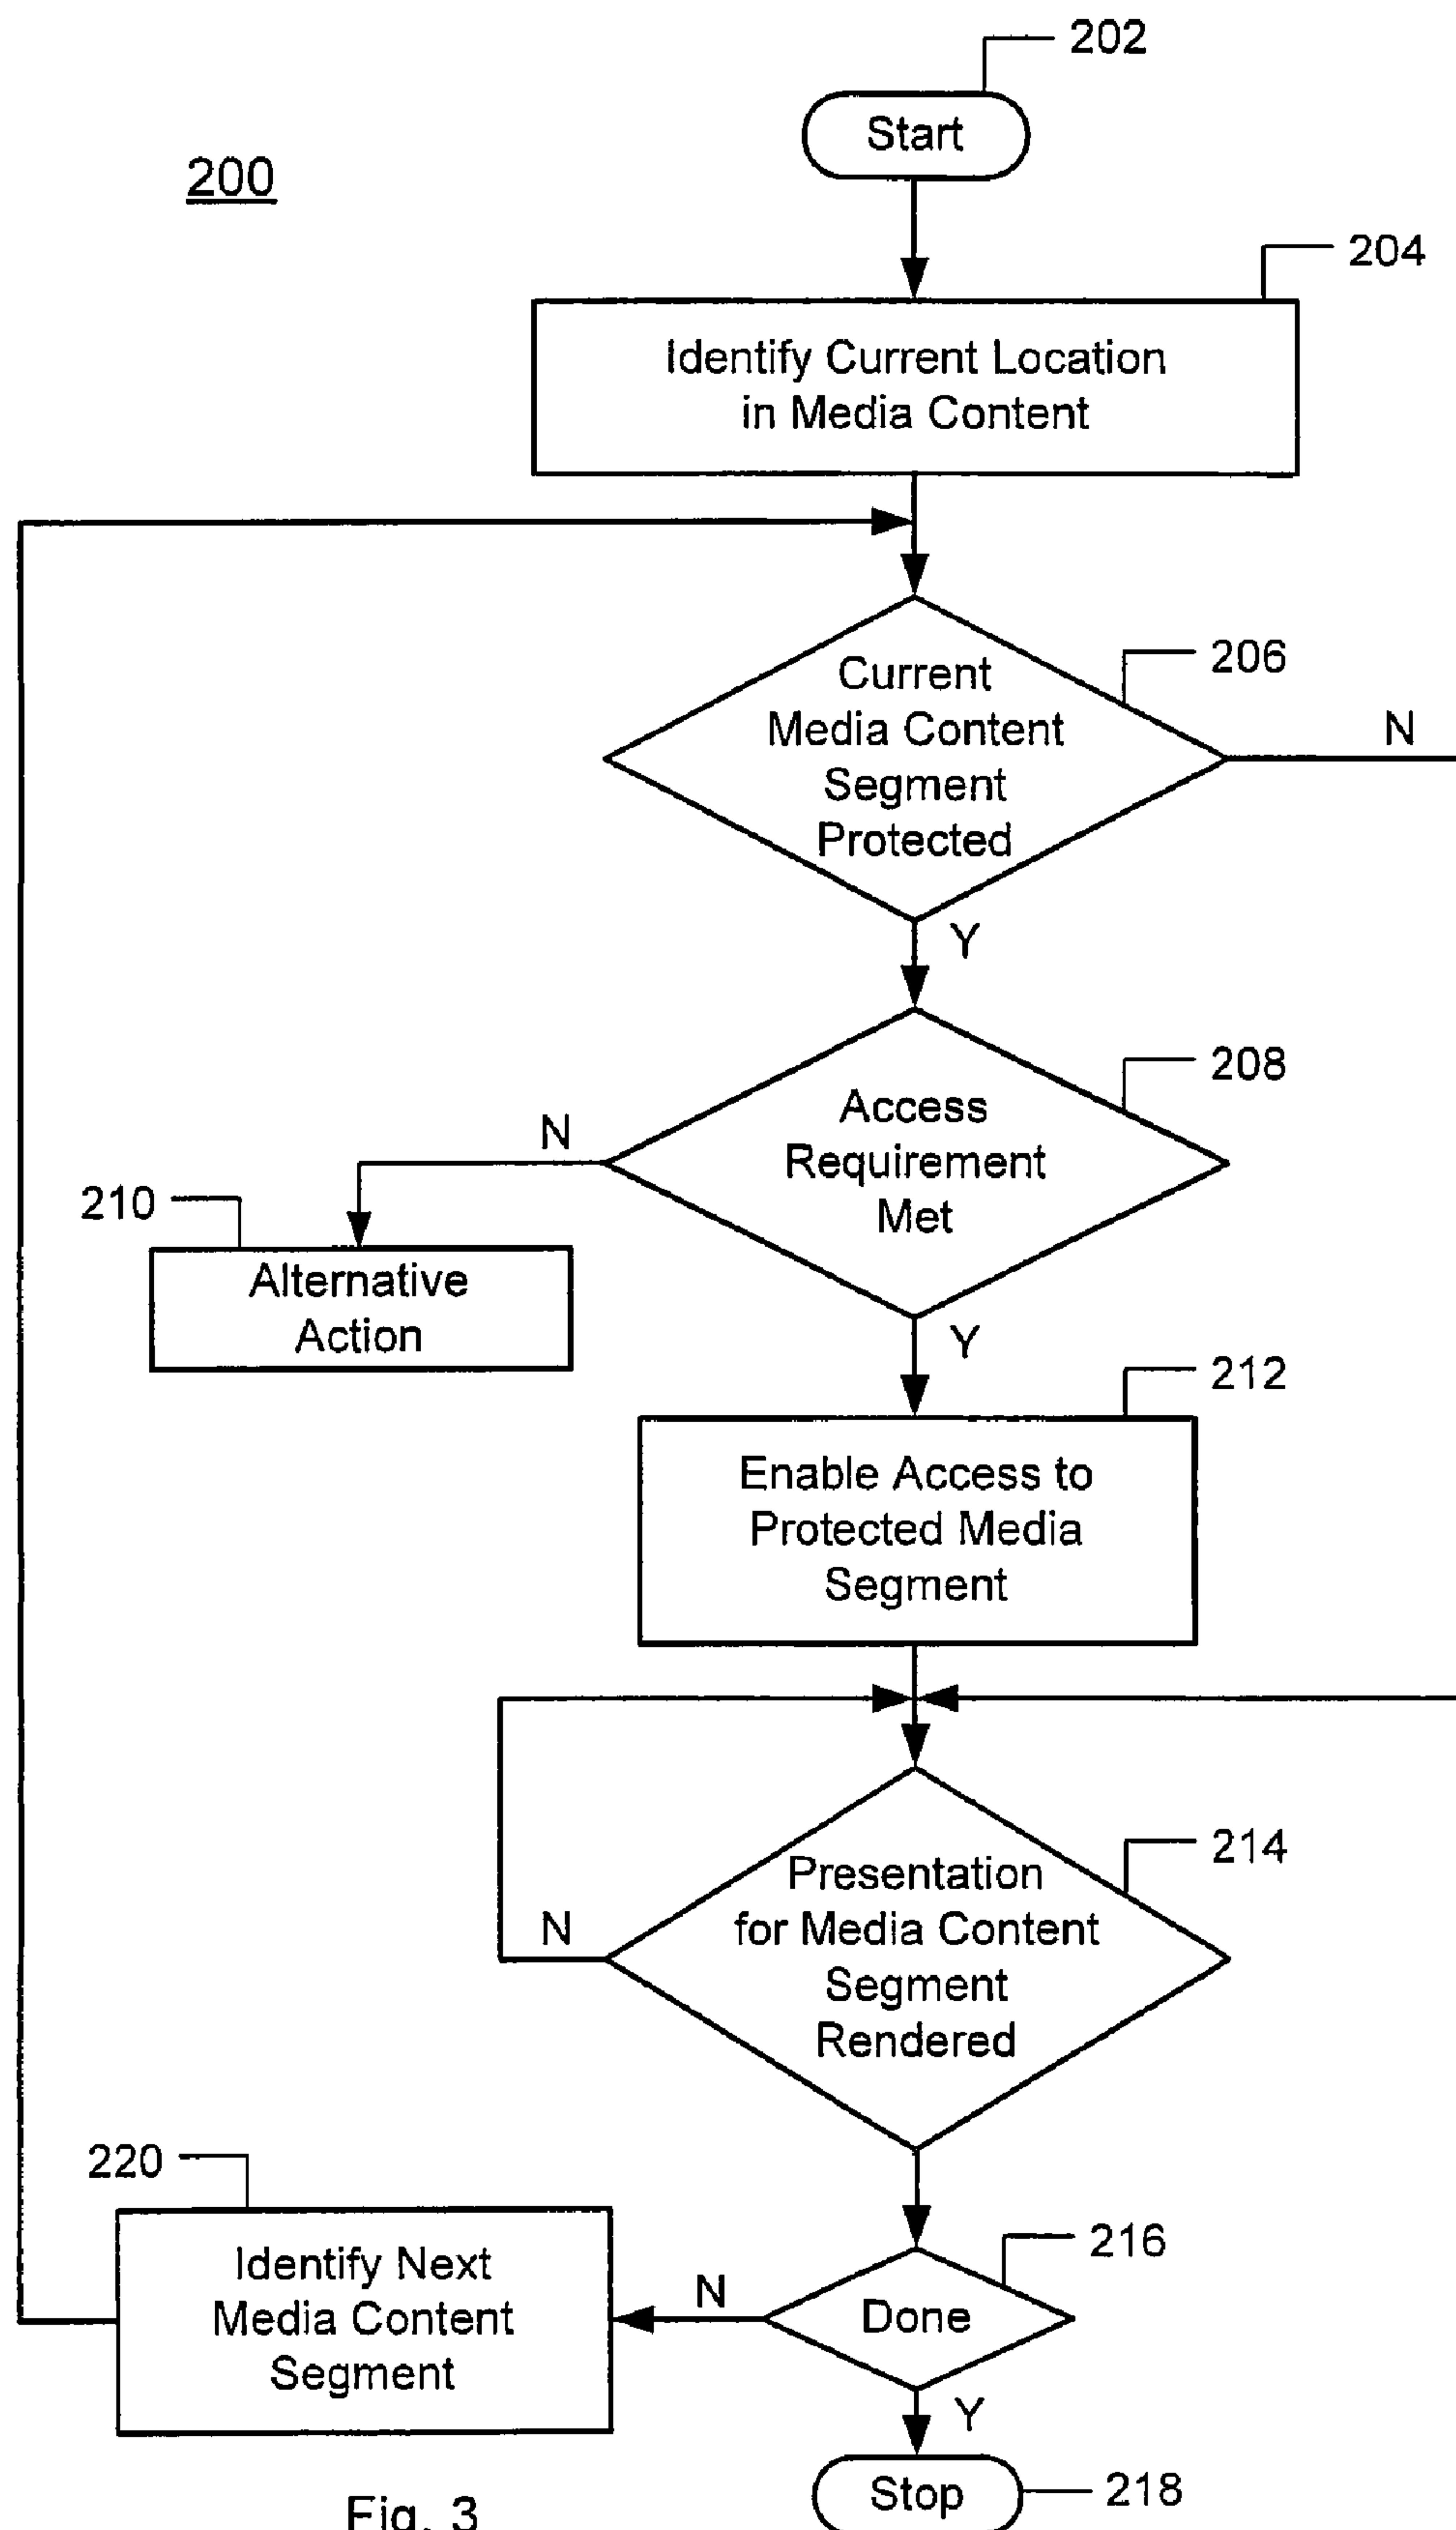 202
Start
200
204
Identify Current Location
in Media Content
206
Current
Media Content
Segment
Protected
N
Y
208
Access
Requirement
Met
N
210
Alternative
Action
Y
212
Enable Access to
Protected Media
Segment
214
Presentation
for Media Content
Segment
Rendered
N
220
216
Identify Next
Media Content
Segment
N
Done
Y
Stop
218
Fig. 3